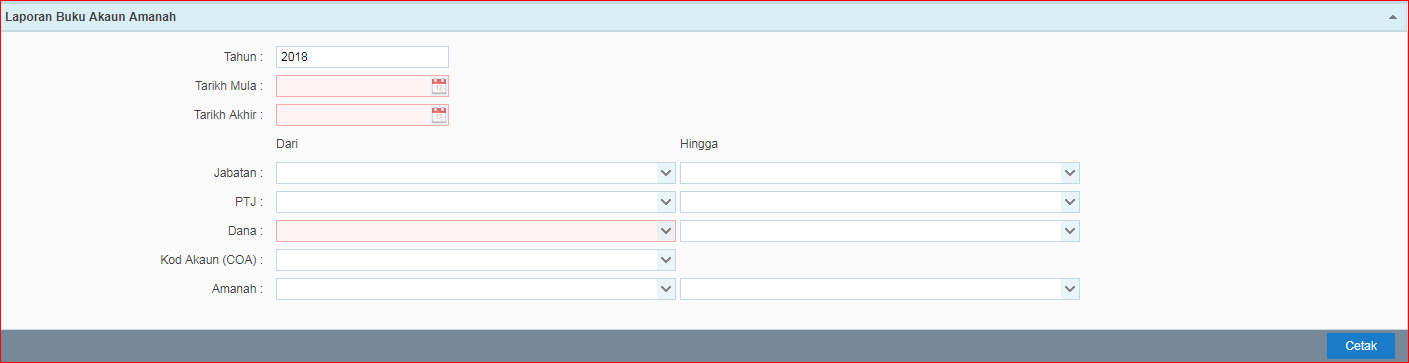 Laporan Buku Akaun Amanah
Tahun : 2018
Tarikh Mula :
Tarikh Akhir :
Dari Hingga
Jabatan :
PTJ :
Dana :
Kod Akaun (COA) :
Amanah :
Cetak